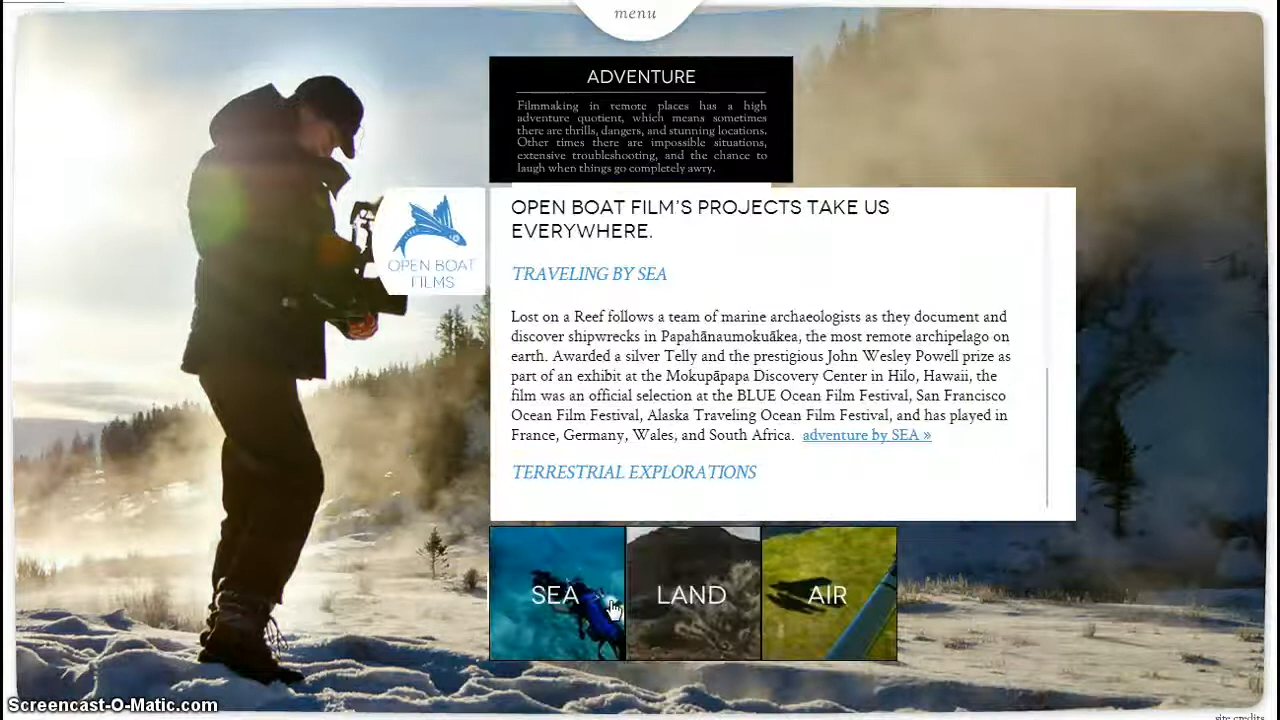 menu
ADVENTURE
Filmmaking in remote places has a high
adventure quotient, which means sometimes
there are thrills, dangers, and stunning locations.
Other times there are impossible situations,
extensive troubleshooting, and the chance to
laugh when things go completely awry.
OPEN BOAT
FILMS
OPEN BOAT FILM'S PROJECTS TAKE US
EVERYWHERE.
TRAVELING BY SEA
Lost on a Reef follows a team of marine archaeologists as they document and
discover shipwrecks in Papahānaumokuākea, the most remote archipelago on
earth. Awarded a silver Telly and the prestigious John Wesley Powell prize as
part of an exhibit at the Mokupāpapa Discovery Center in Hilo, Hawaii, the
film was an official selection at the BLUE Ocean Film Festival, San Francisco
Ocean Film Festival, Alaska Traveling Ocean Film Festival, and has played in
France, Germany, Wales, and South Africa. adventure by SEA »
TERRESTRIAL EXPLORATIONS
SEA
LAND
AIR
Screencast-O-Matic.com
site credits